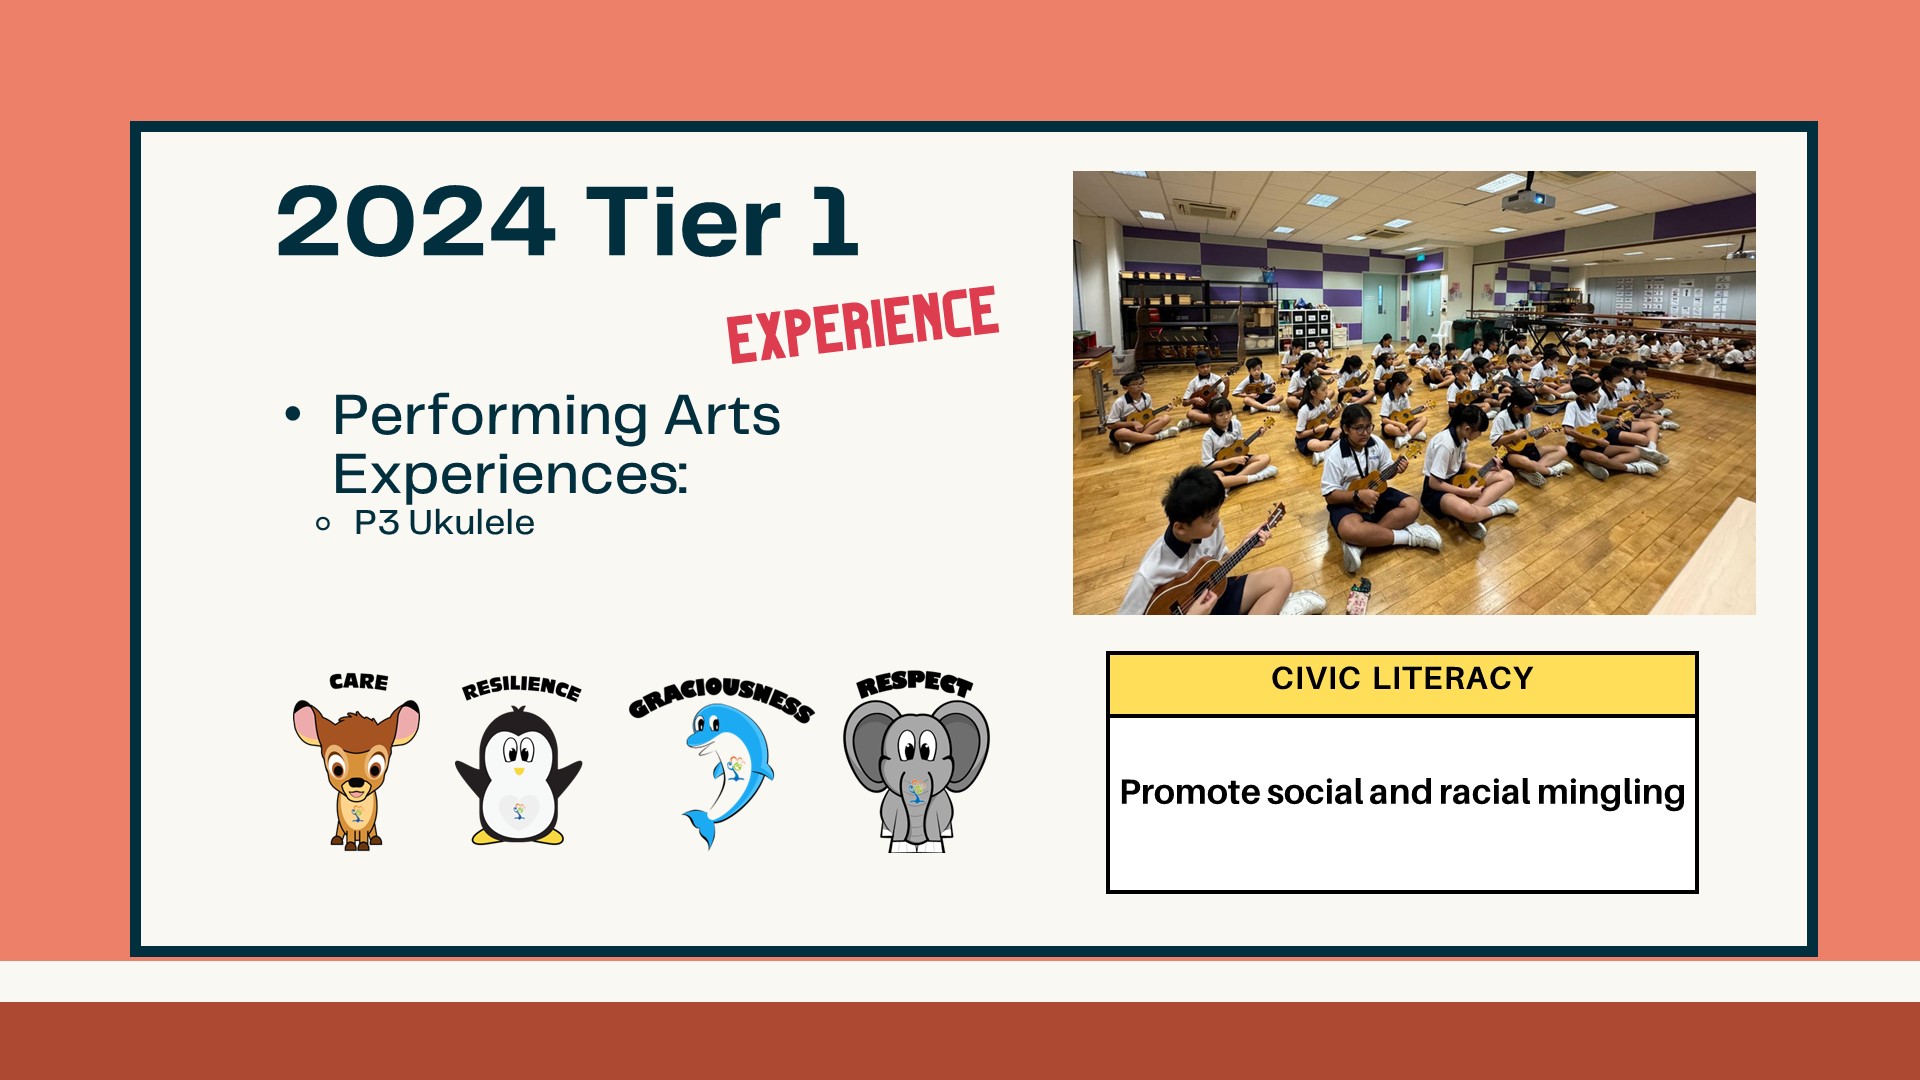 2024 Tier 1
EXPERIENCE
• Performing Arts
Experiences:
○ P3 Ukulele
CARE
RESILIENCE
GRACIOUSNESS
RESPECT
CIVIC LITERACY
Promote social and racial mingling